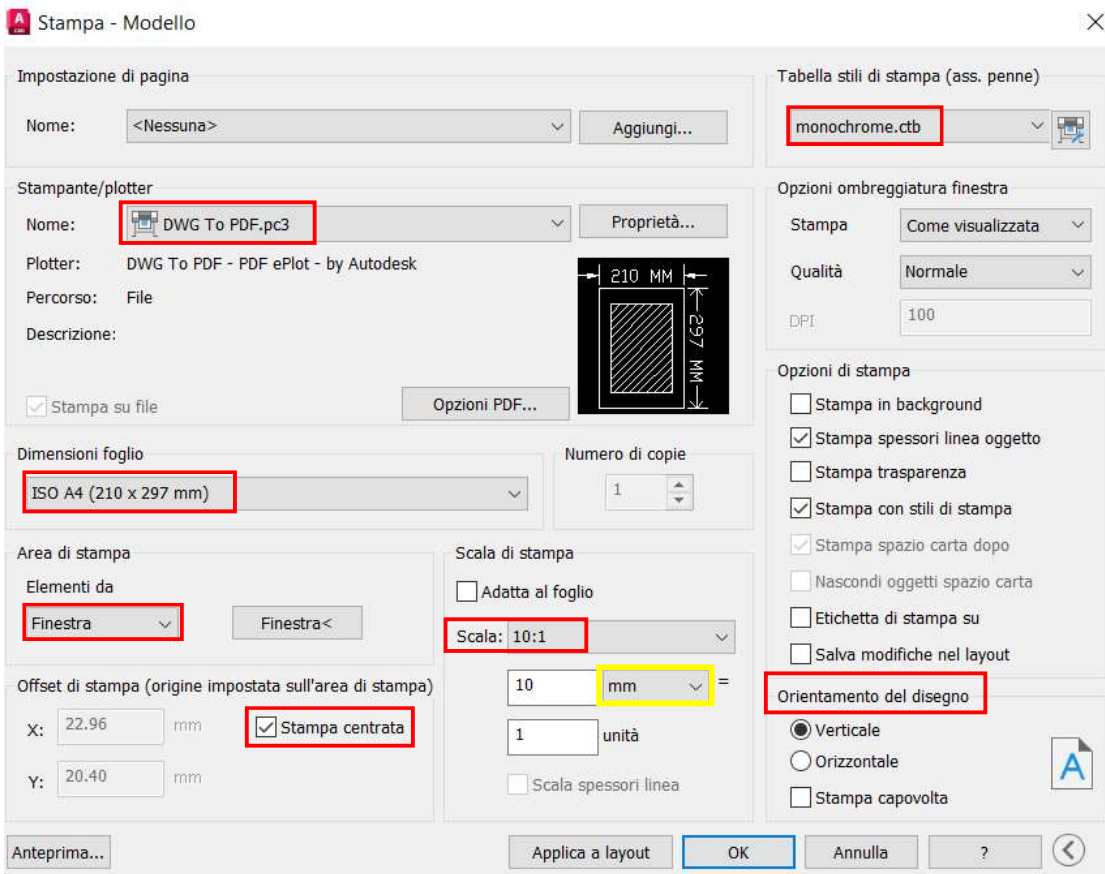 Stampa - Modello
Impostazione di pagina
Nome: <Nessuna> Aggiungi...
Tabella stili di stampa (ass. penne)
monochrome.ctb
Stampante/plotter
Nome: DWG To PDF.pc3 Proprietà...
Plotter: DWG To PDF - PDF ePlot - by Autodesk
Percorso: File
Descrizione:
210 MM
297 MM
Stampa su file Opzioni PDF...
Opzioni ombreggiatura finestra
Stampa Come visualizzata
Qualità Normale
DPI 100
Dimensioni foglio
ISO A4 (210 x 297 mm)
Numero di copie
1
Opzioni di stampa
Stampa in background
Stampa spessori linea oggetto
Stampa trasparenza
Stampa con stili di stampa
Stampa spazio carta dopo
Nascondi oggetti spazio carta
Etichetta di stampa su
Salva modifiche nel layout
Area di stampa
Elementi da
Finestra Finestra<
Scala di stampa
Adatta al foglio
Scala: 10:1
10 mm =
1 unità
Scala spessori linea
Offset di stampa (origine impostata sull'area di stampa)
X: 22.96 mm Stampa centrata
Y: 20.40 mm
Orientamento del disegno
Verticale
Orizzontale
Stampa capovolta
A
Anteprima... Applica a layout OK Annulla ?